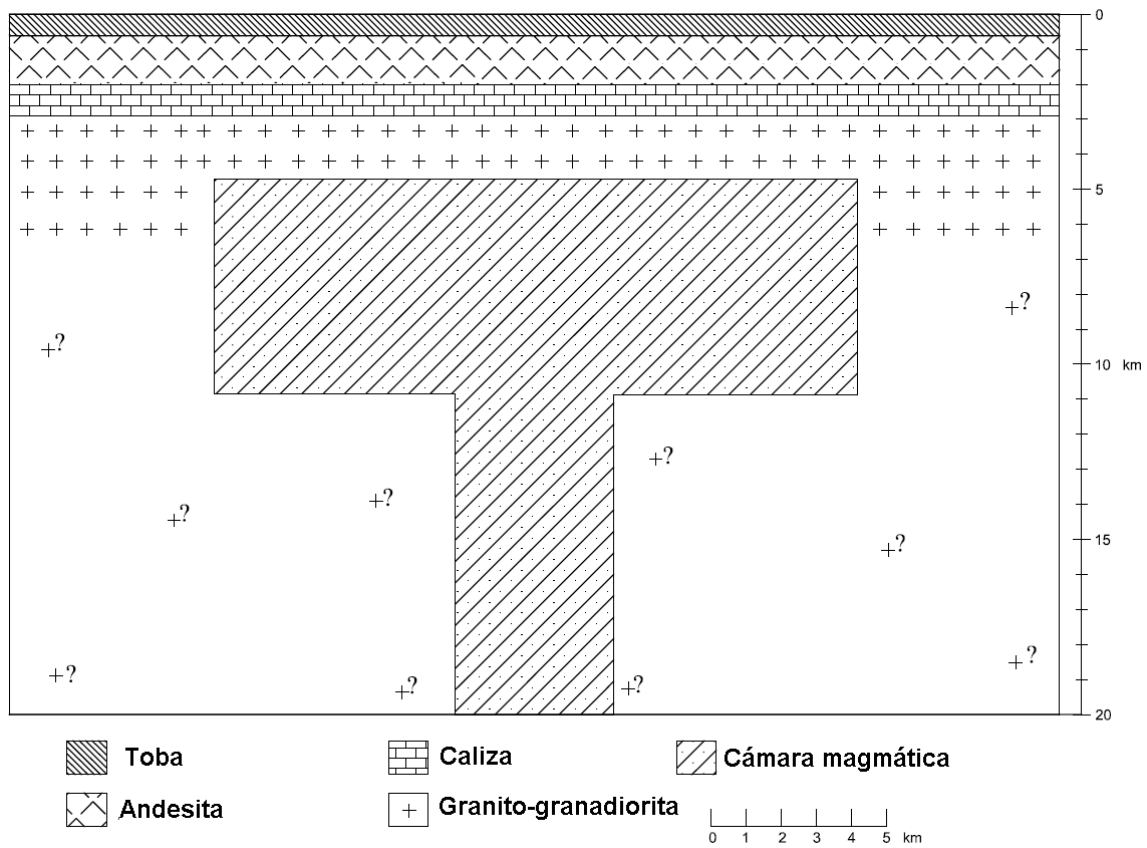 0
5
+?
+?
10 km
+?
+?
+?
15
+?
+?
+?
+?
+?
20
Toba
Caliza
Cámara magmática
Andesita
Granito-granadiorita
0 1 2 3 4 5 km